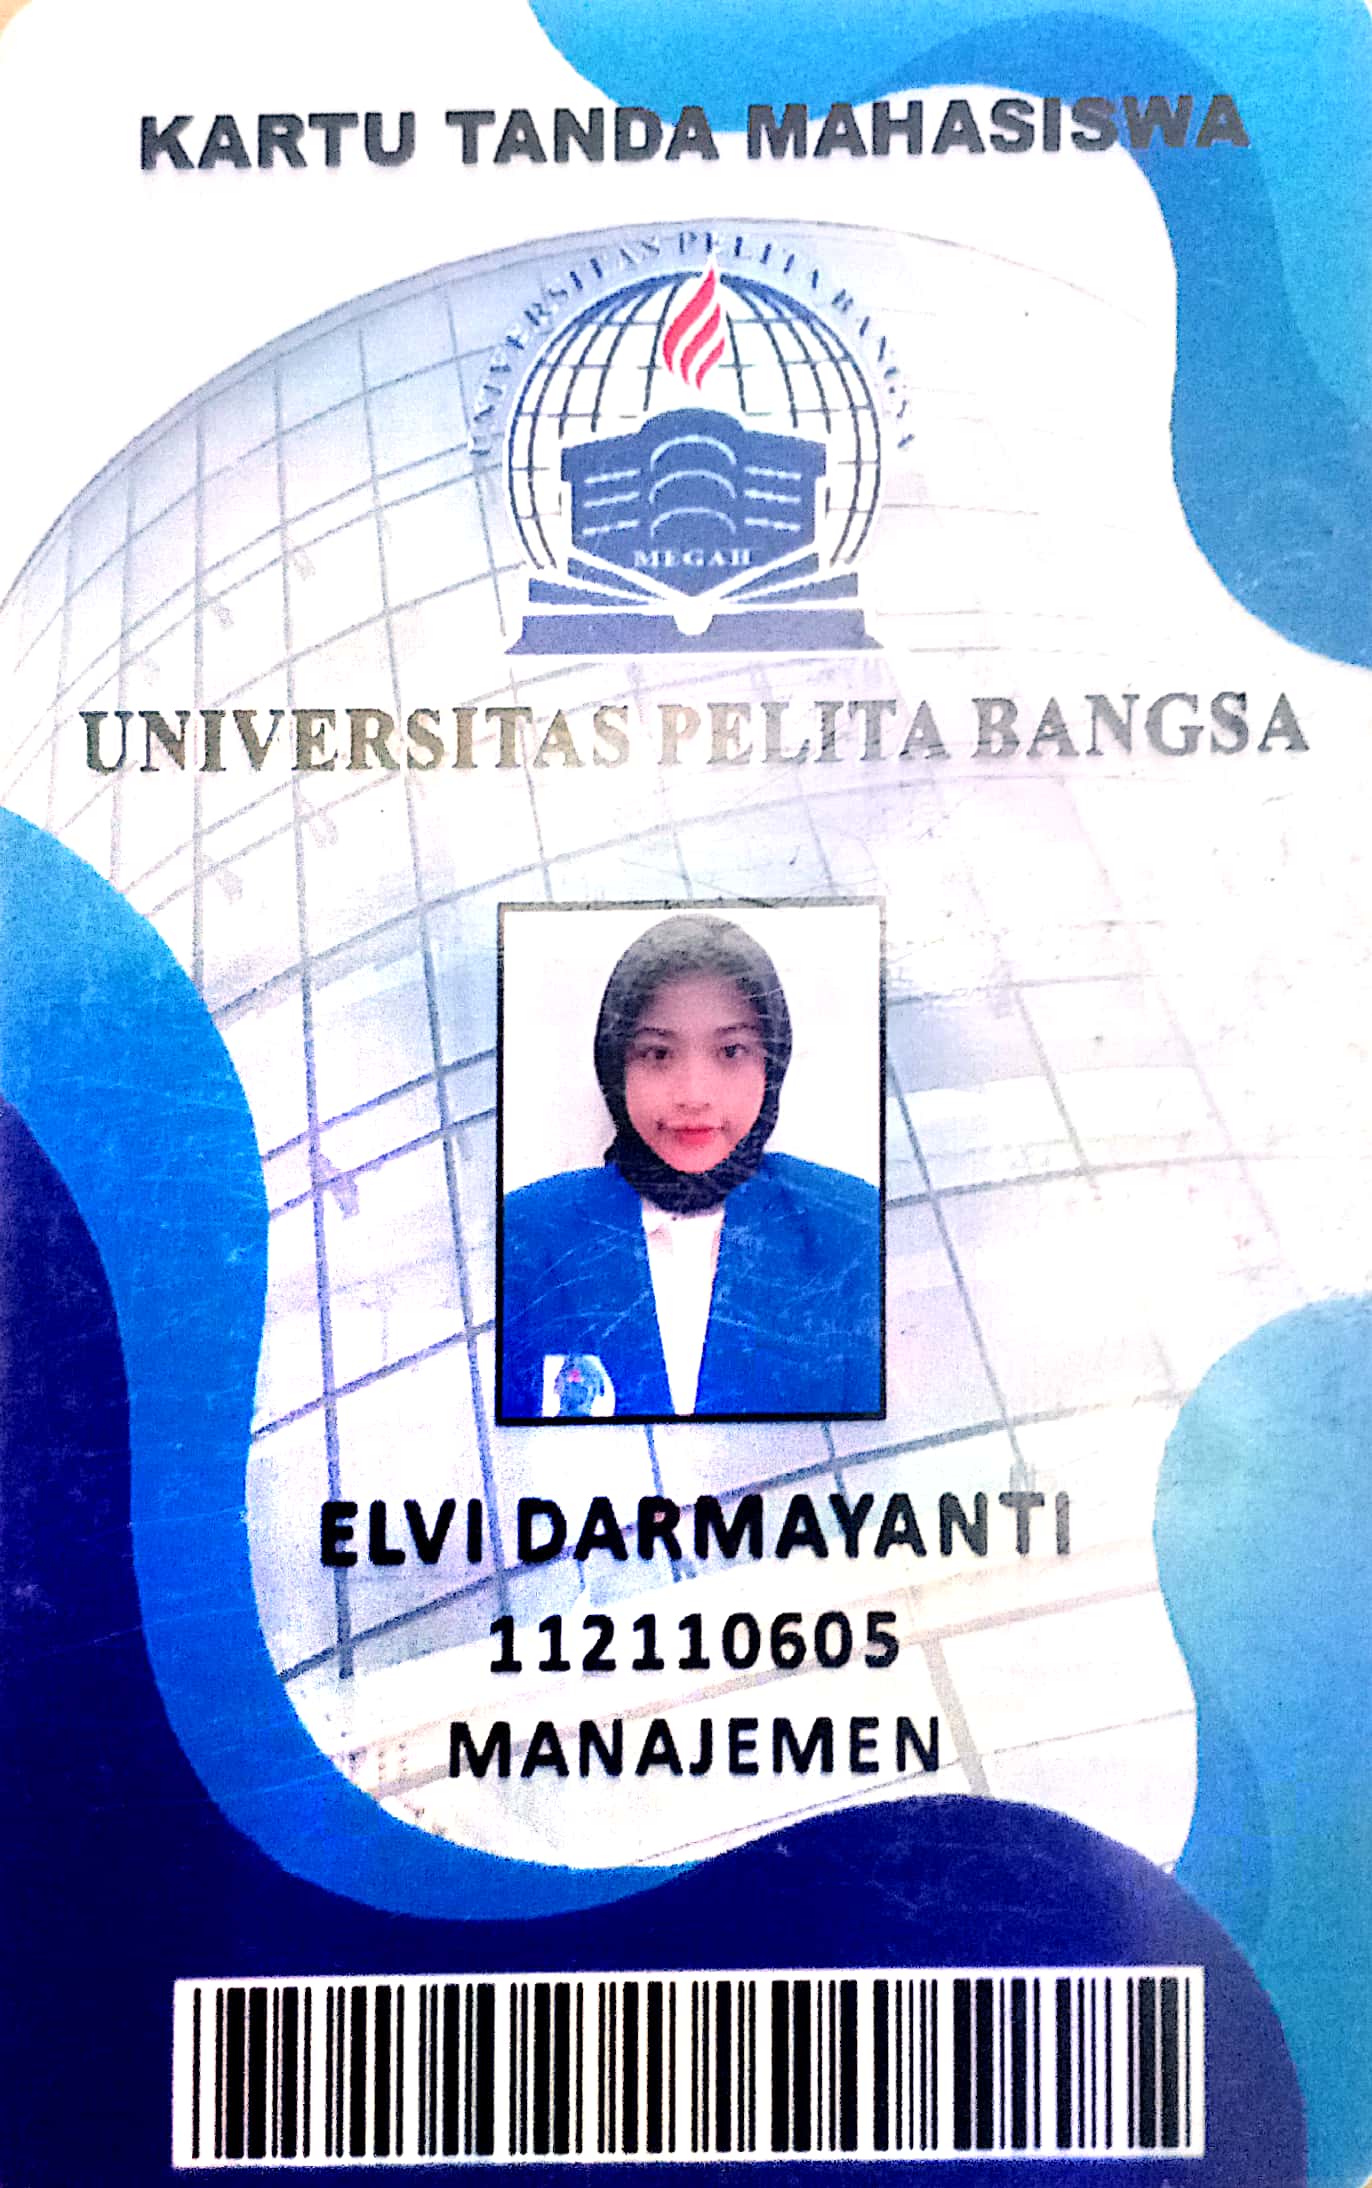 KARTU TANDA MAHASISWA
UNIVERSITAS PELITA BANGSA
MEGAH
UNIVERSITAS PELITA BANGSA
ELVI DARMAYANTI
112110605
MANAJEMEN